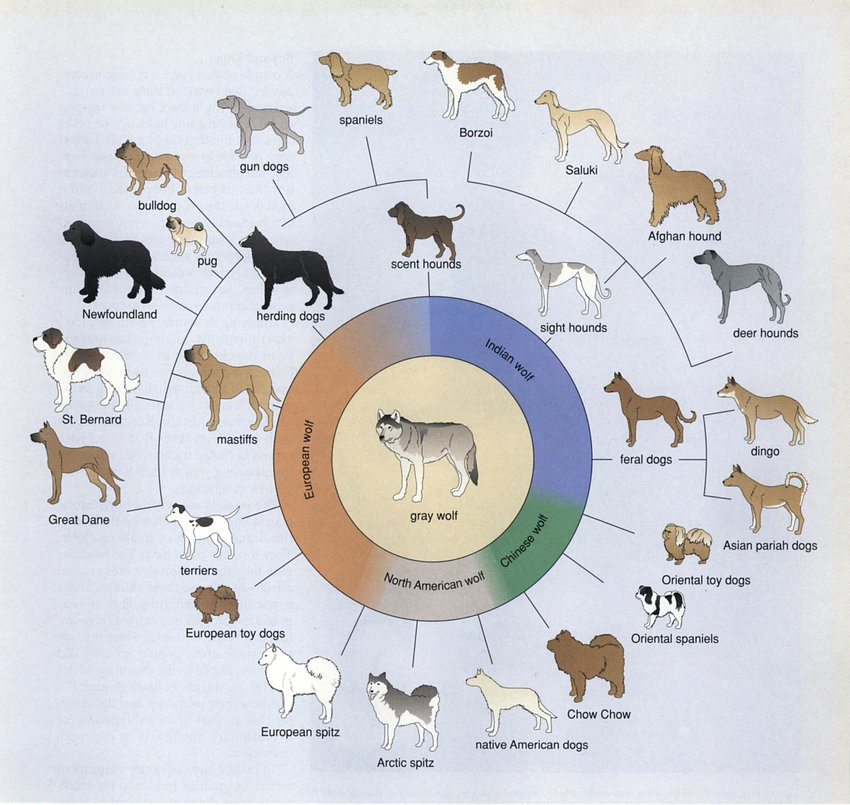 spaniels
Borzoi
gun dogs
Saluki
bulldog
Afghan hound
pug
scent hounds
Newfoundland
herding dogs
sight hounds
deer hounds
Indian wolf
St. Bernard
mastiffs
European wolf
feral dogs
dingo
gray wolf
Great Dane
Chinese wolf
Asian pariah dogs
terriers
North American wolf
Oriental toy dogs
European toy dogs
Oriental spaniels
European spitz
Chow Chow
native American dogs
Arctic spitz